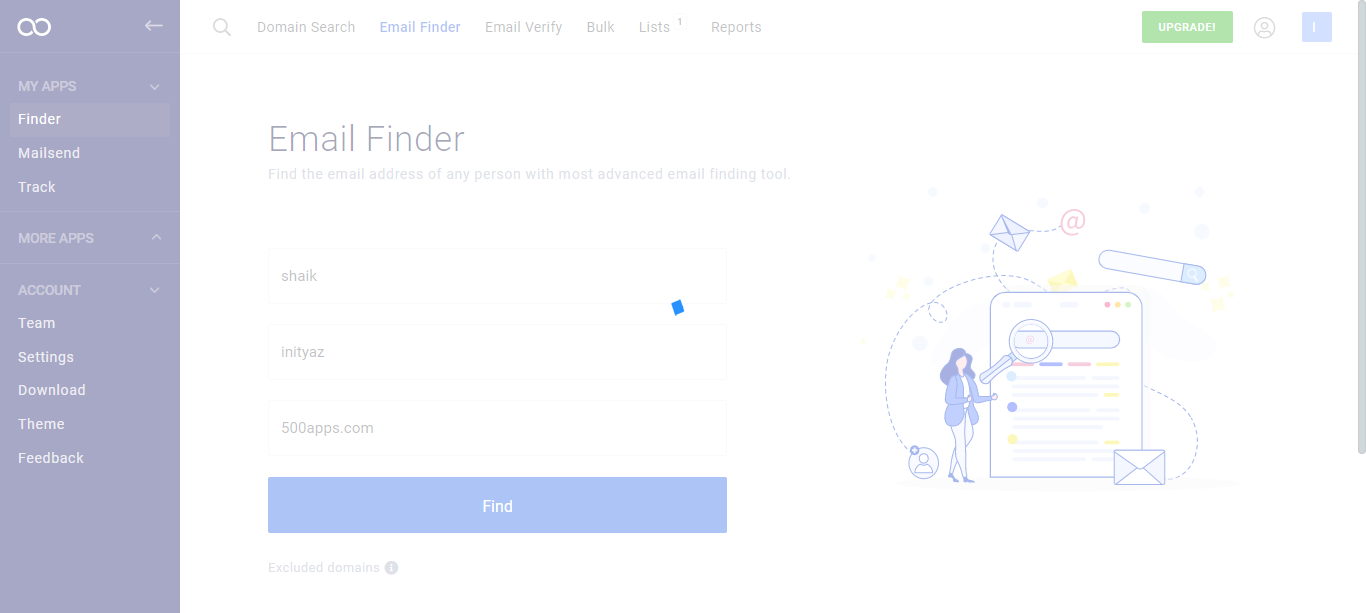 Domain Search Email Finder Email Verify Bulk Lists 1 Reports UPGRADE! I
MY APPS
Finder
Mailsend
Track
MORE APPS
ACCOUNT
Team
Settings
Download
Theme
Feedback
Email Finder
Find the email address of any person with most advanced email finding tool.
shaik
inityaz
500apps.com
Find
Excluded domains i
@
@